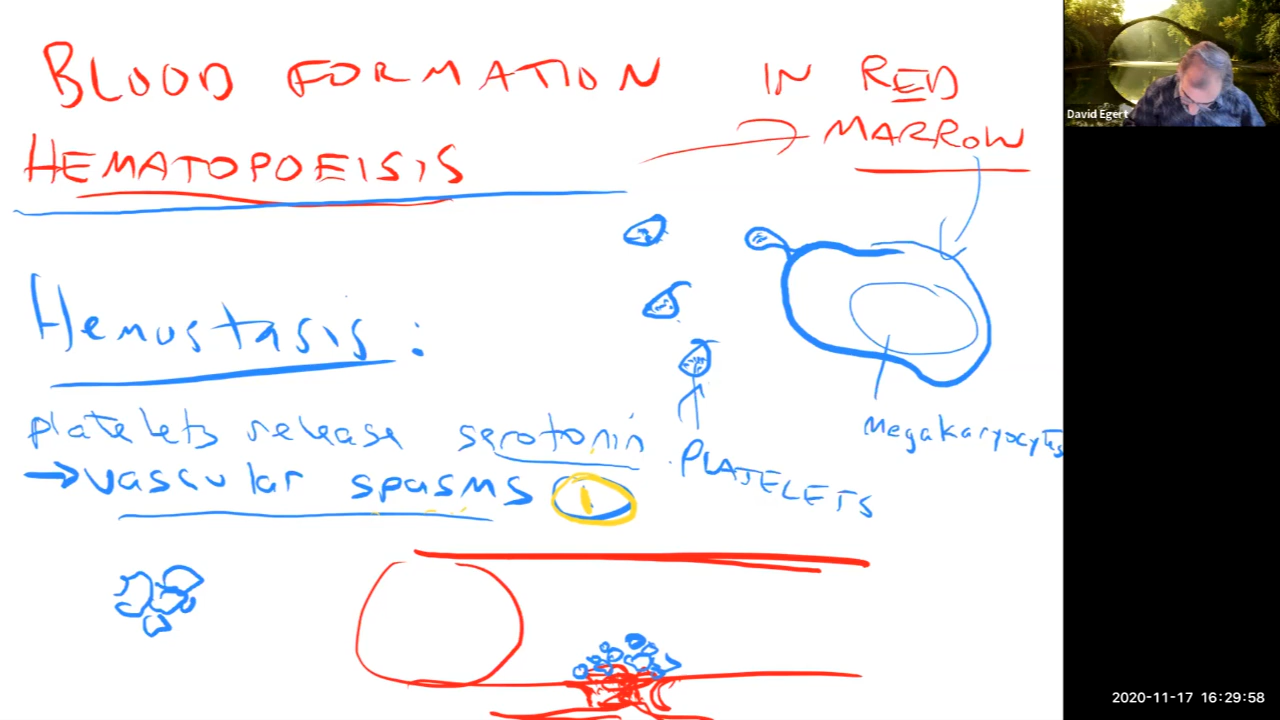 BLOOD FORMATION IN RED
HEMATOPOEISIS → MARROW
Hemostasis:
platelets release serotonin
→ vascular spasms 1
Megakaryocytes
PLATELETS
David Egert
2020-11-17 16:29:58